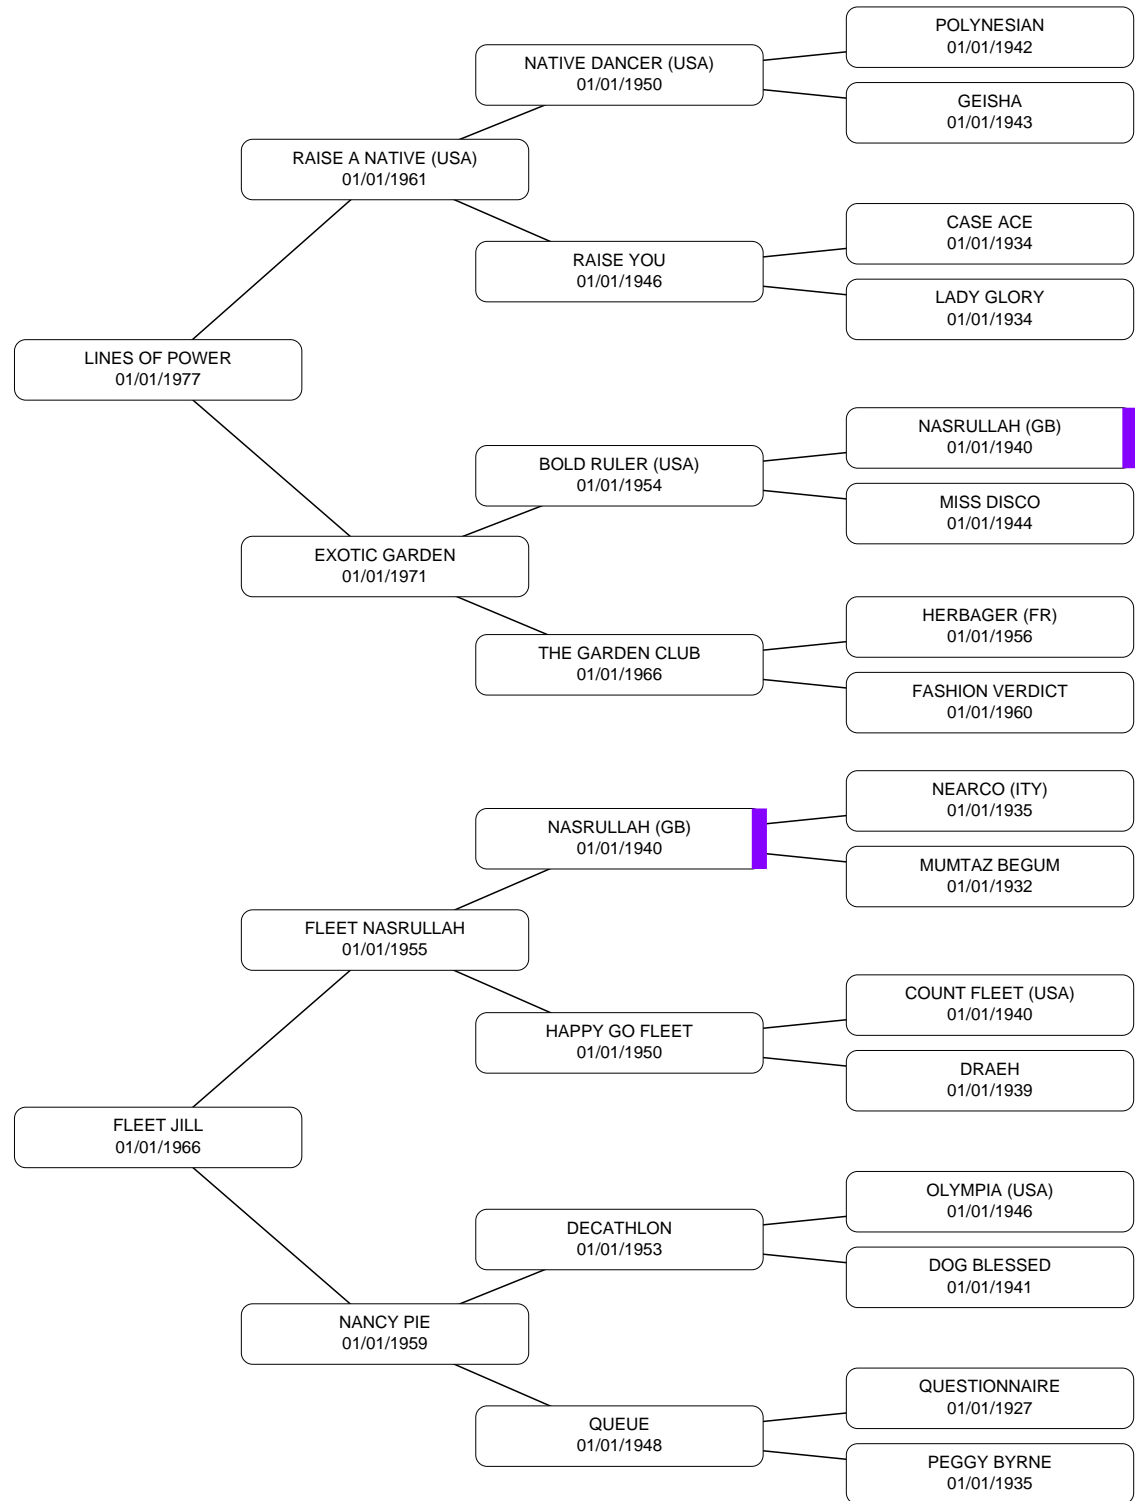 POLYNESIAN
01/01/1942
NATIVE DANCER (USA)
01/01/1950
GEISHA
01/01/1943
RAISE A NATIVE (USA)
01/01/1961
CASE ACE
01/01/1934
RAISE YOU
01/01/1946
LADY GLORY
01/01/1934
LINES OF POWER
01/01/1977
NASRULLAH (GB)
01/01/1940
BOLD RULER (USA)
01/01/1954
MISS DISCO
01/01/1944
EXOTIC GARDEN
01/01/1971
HERBAGER (FR)
01/01/1956
THE GARDEN CLUB
01/01/1966
FASHION VERDICT
01/01/1960
NEARCO (ITY)
01/01/1935
NASRULLAH (GB)
01/01/1940
MUMTAZ BEGUM
01/01/1932
FLEET NASRULLAH
01/01/1955
COUNT FLEET (USA)
01/01/1940
HAPPY GO FLEET
01/01/1950
DRAEH
01/01/1939
FLEET JILL
01/01/1966
OLYMPIA (USA)
01/01/1946
DECATHLON
01/01/1953
DOG BLESSED
01/01/1941
NANCY PIE
01/01/1959
QUESTIONNAIRE
01/01/1927
QUEUE
01/01/1948
PEGGY BYRNE
01/01/1935